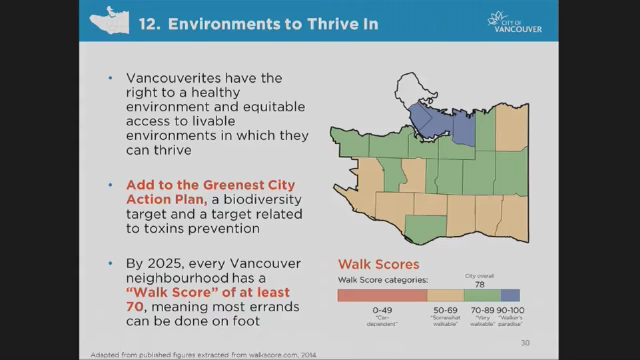 12. Environments to Thrive In
CITY OF
VANCOUVER
• Vancouverites have the
right to a healthy
environment and equitable
access to livable
environments in which they
can thrive
• Add to the Greenest City
Action Plan, a biodiversity
target and a target related
to toxins prevention
• By 2025, every Vancouver
neighbourhood has a
"Walk Score" of at least
70, meaning most errands
can be done on foot
Walk Scores
Walk Score categories:
City overall
78
0-49 50-69 70-89 90-100
"Car- "Somewhat "Very "Walker's
dependent" walkable" walkable" paradise"
30
Adapted from published figures extracted from walkscore.com, 2014